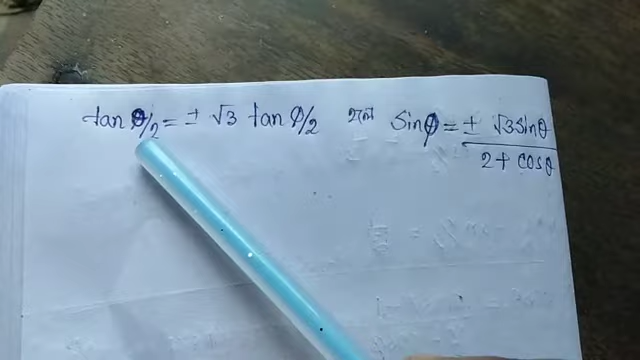 tan θ/2 = ± √3 tan φ/2 হলে sinφ = ± √3 sinθ / 2 + cosθ